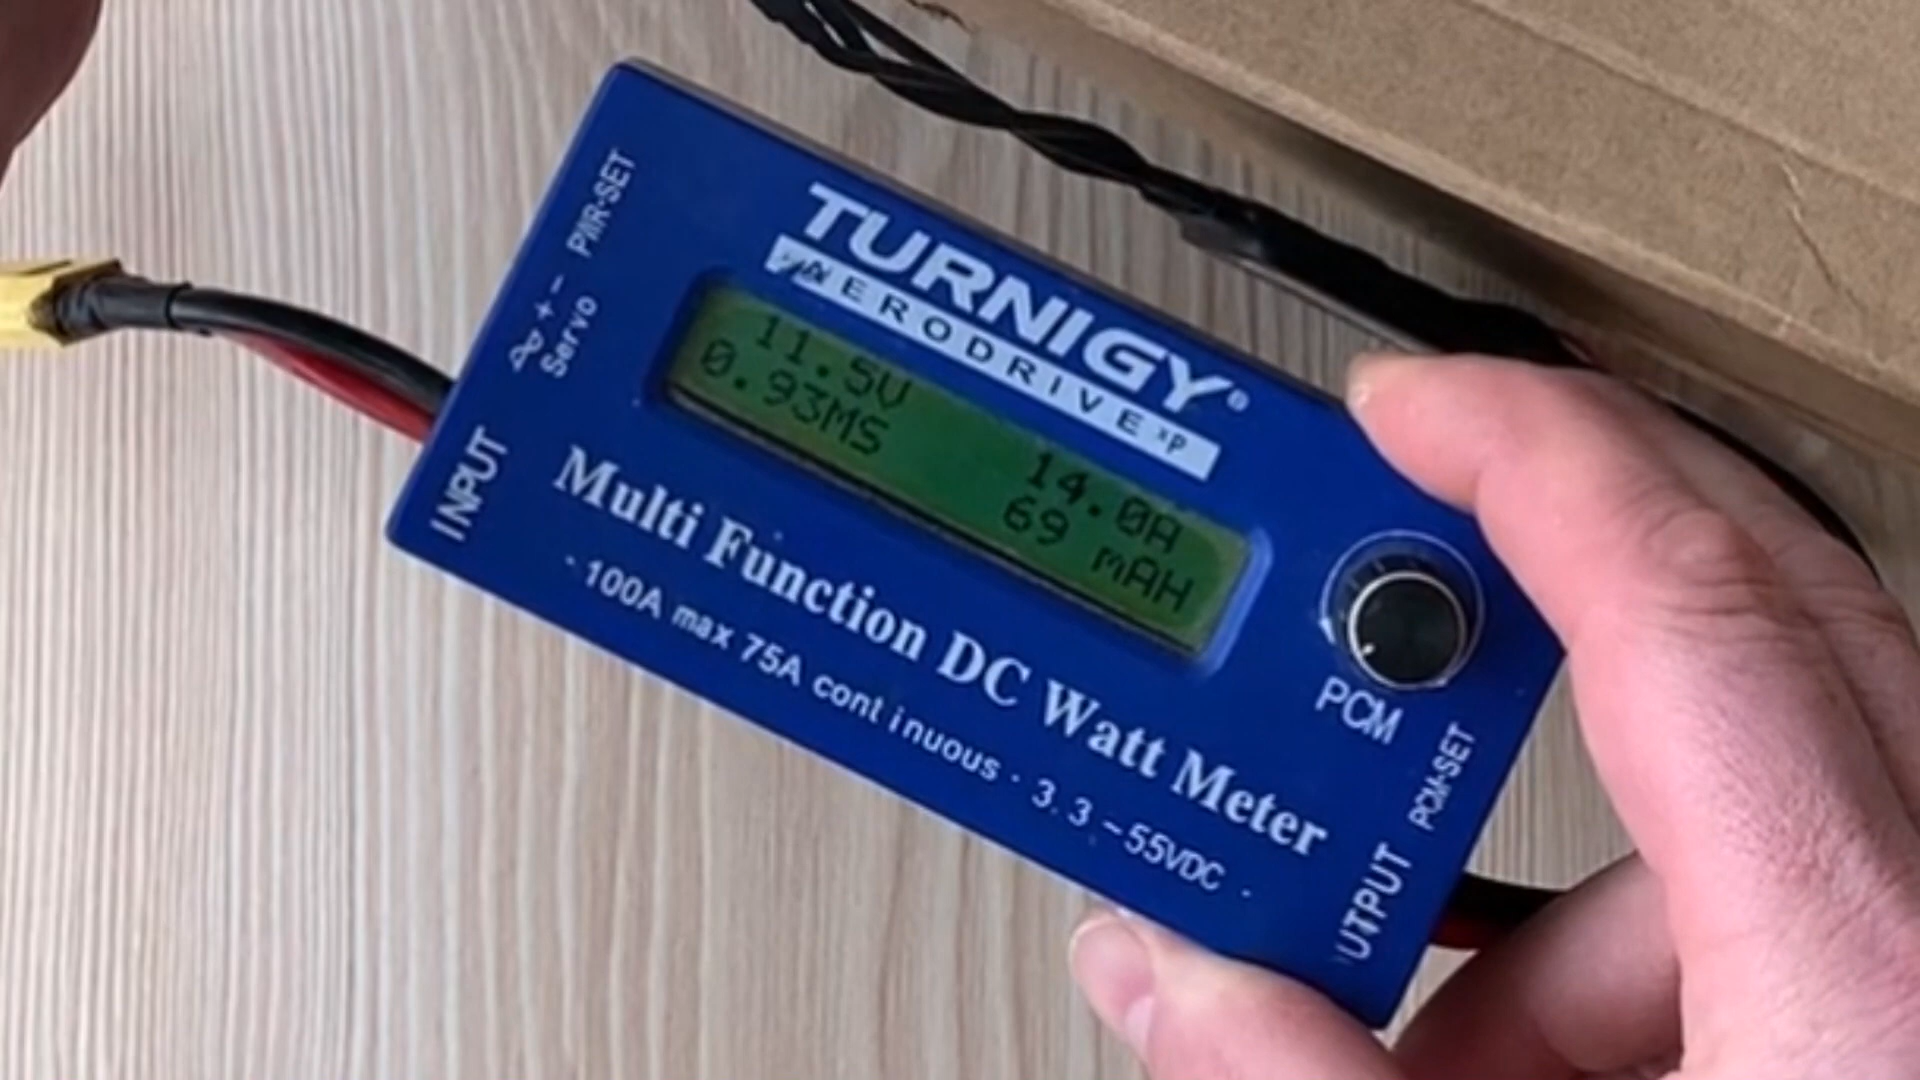 TURNIGY®
AERODRIVE XP
11.5V 14.0A
0.93MS 69 mAH
Multi Function DC Watt Meter
· 100A max 75A continuous · 3.3~55VDC ·
PWR-SET
- +
Servo
INPUT
PCM
PCM-SET
UTPUT